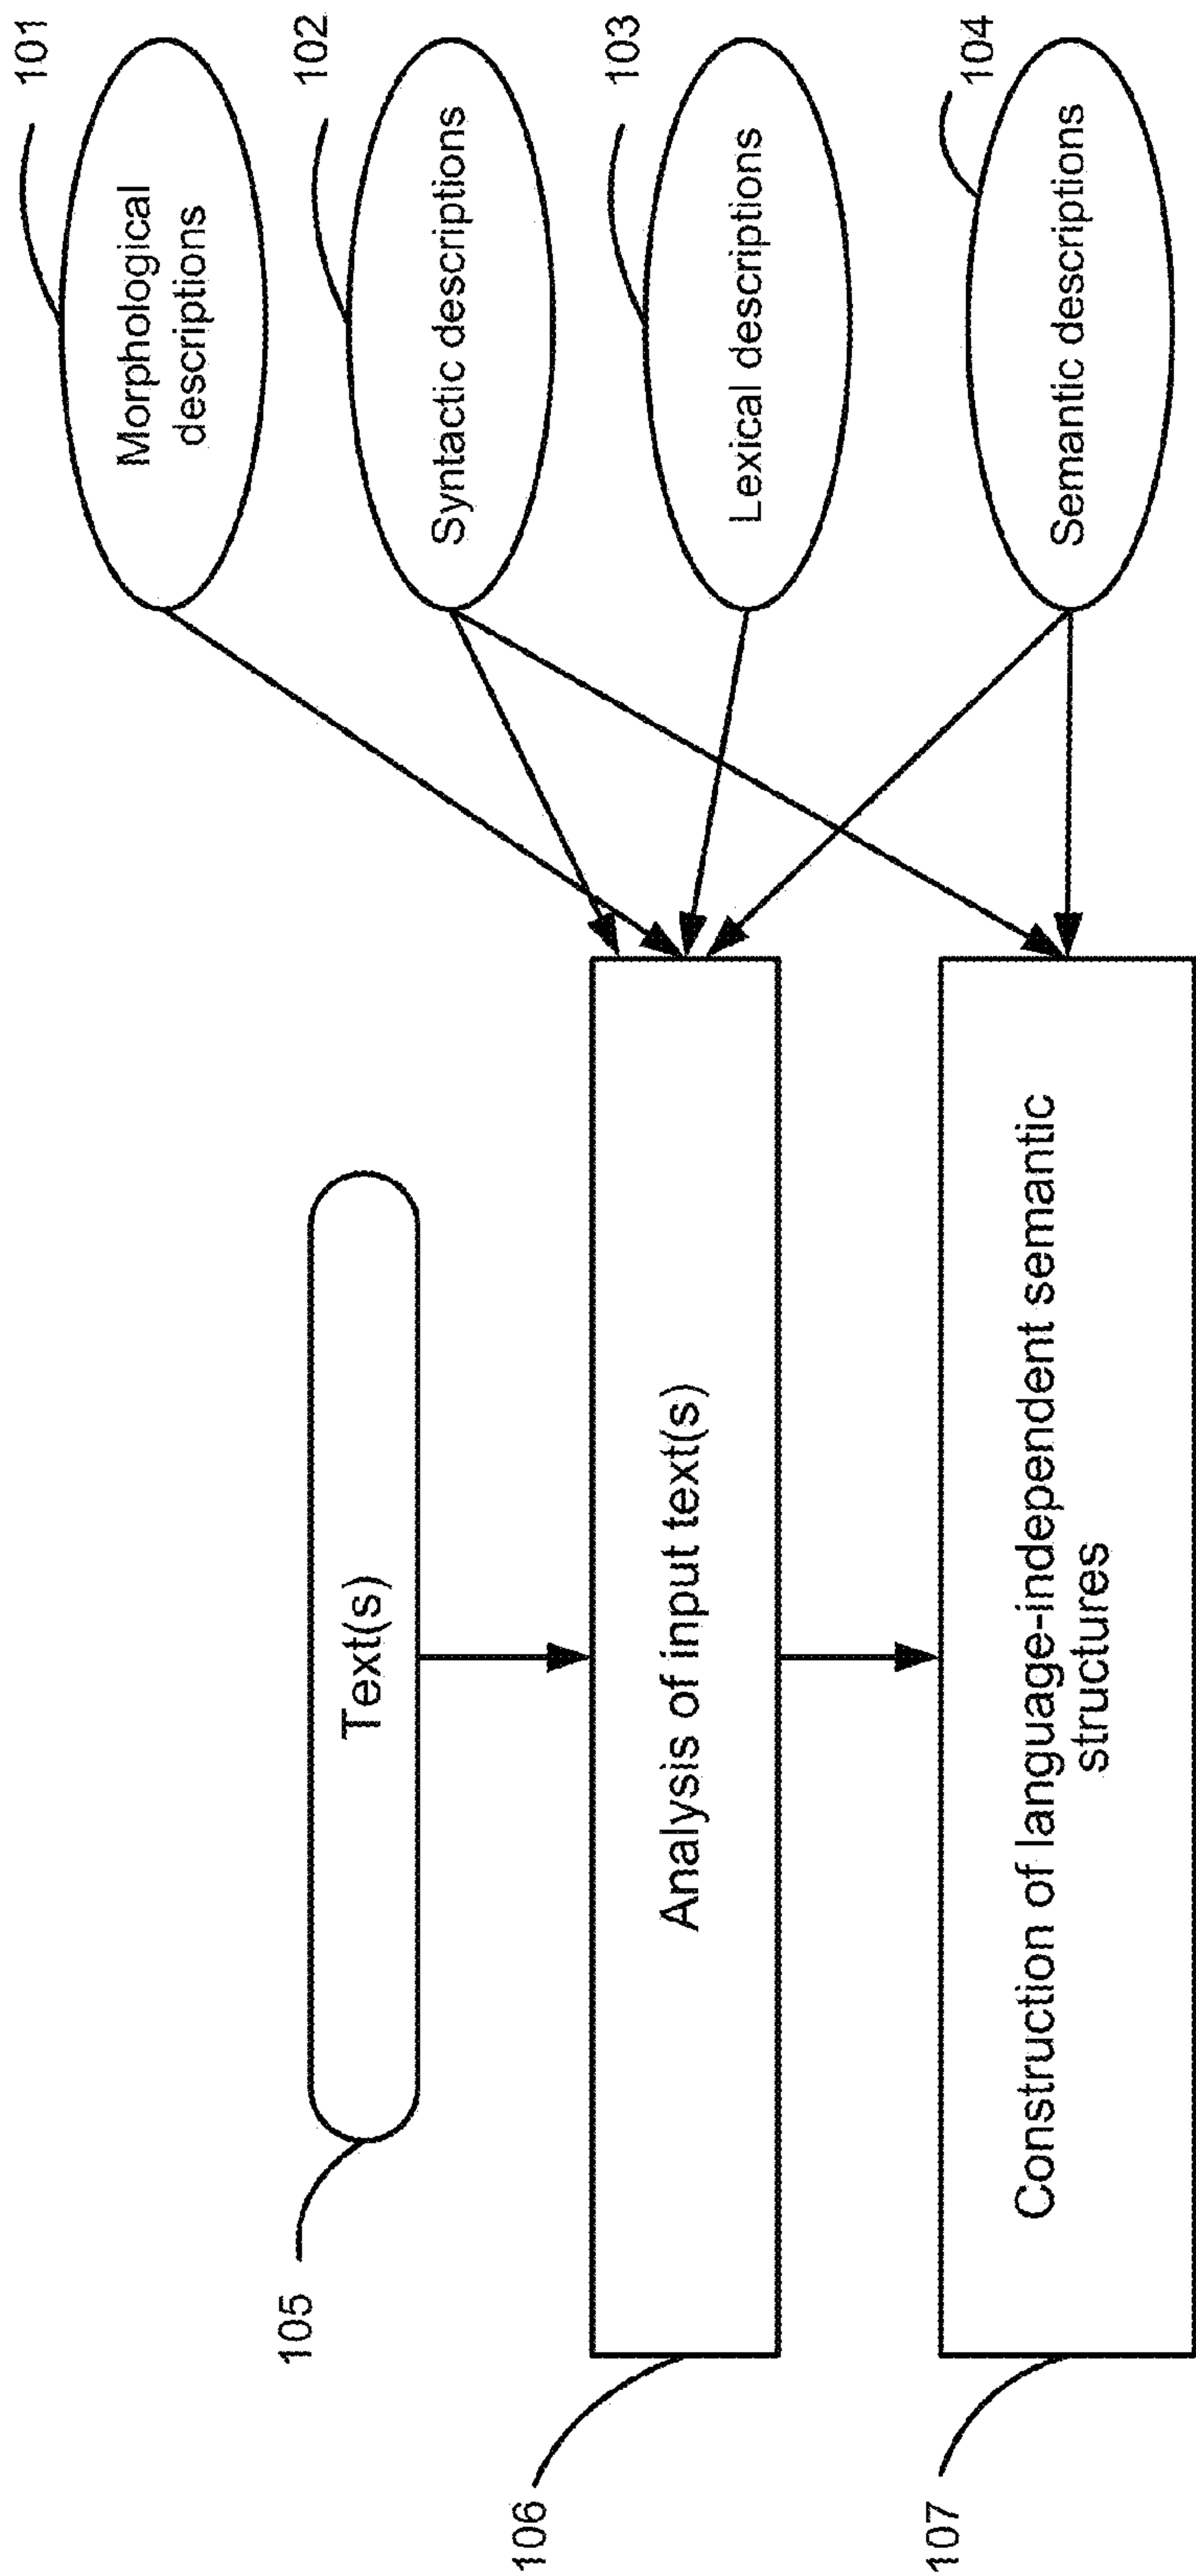 105
Text(s)
106
Analysis of input text(s)
107
Construction of language-independent semantic
structures
101
Morphological
descriptions
102
Syntactic descriptions
103
Lexical descriptions
104
Semantic descriptions